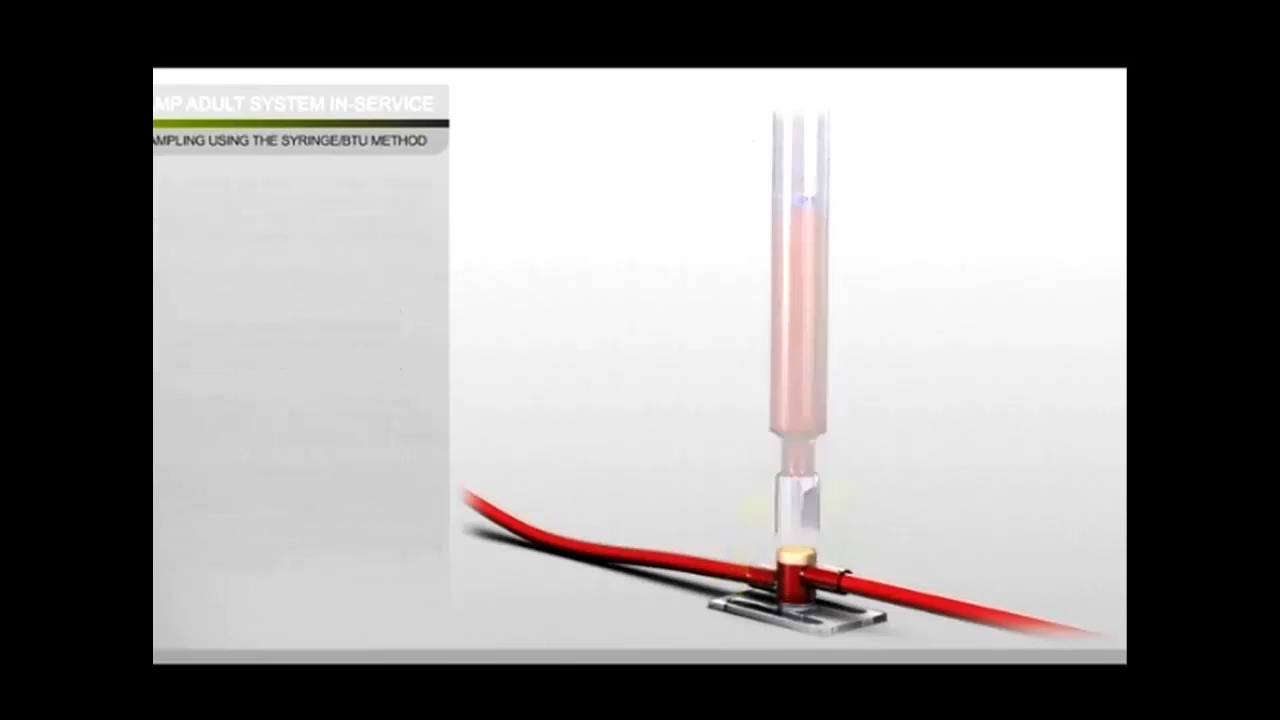 MP ADULT SYSTEM IN-SERVICE
AMPLING USING THE SYRINGE/BTU METHOD